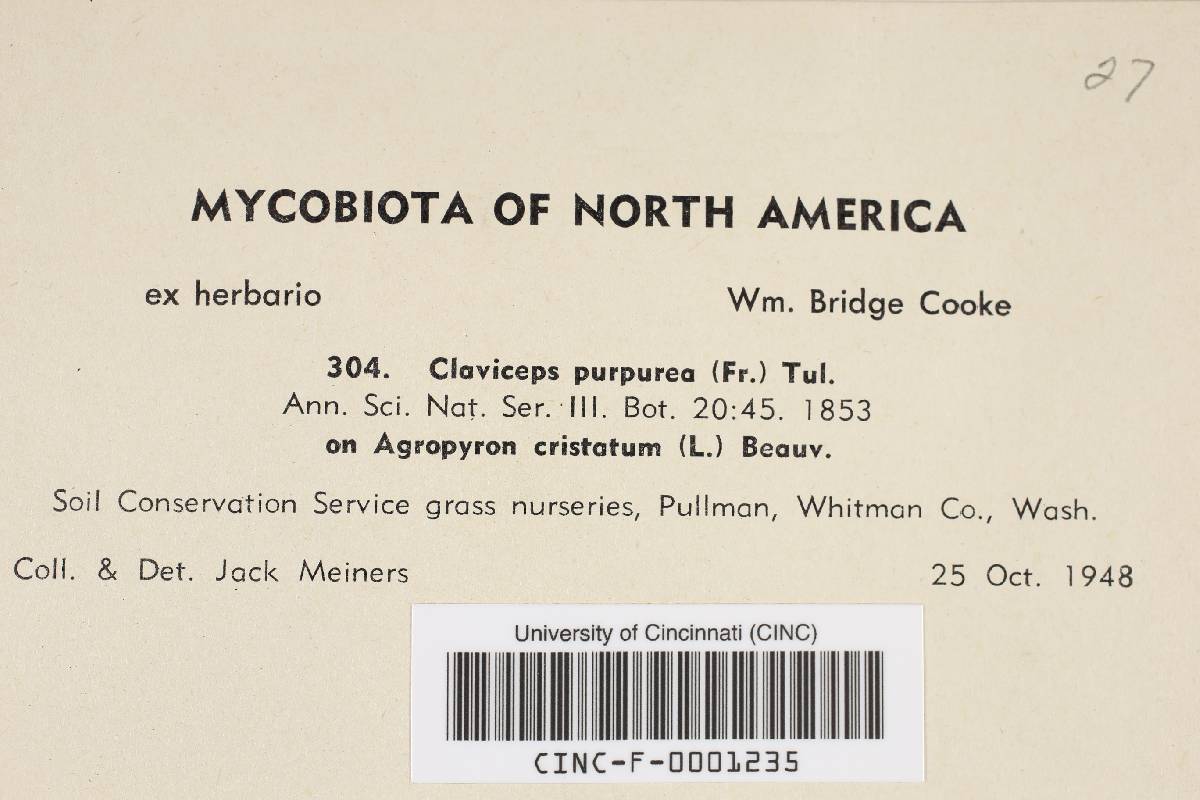 27
MYCOBIOTA OF NORTH AMERICA
ex herbario Wm. Bridge Cooke
304. Claviceps purpurea (Fr.) Tul.
Ann. Sci. Nat. Ser. III. Bot. 20:45. 1853
on Agropyron cristatum (L.) Beauv.
Soil Conservation Service grass nurseries, Pullman, Whitman Co., Wash.
Coll. & Det. Jack Meiners 25 Oct. 1948
University of Cincinnati (CINC)
CINC-F-0001235